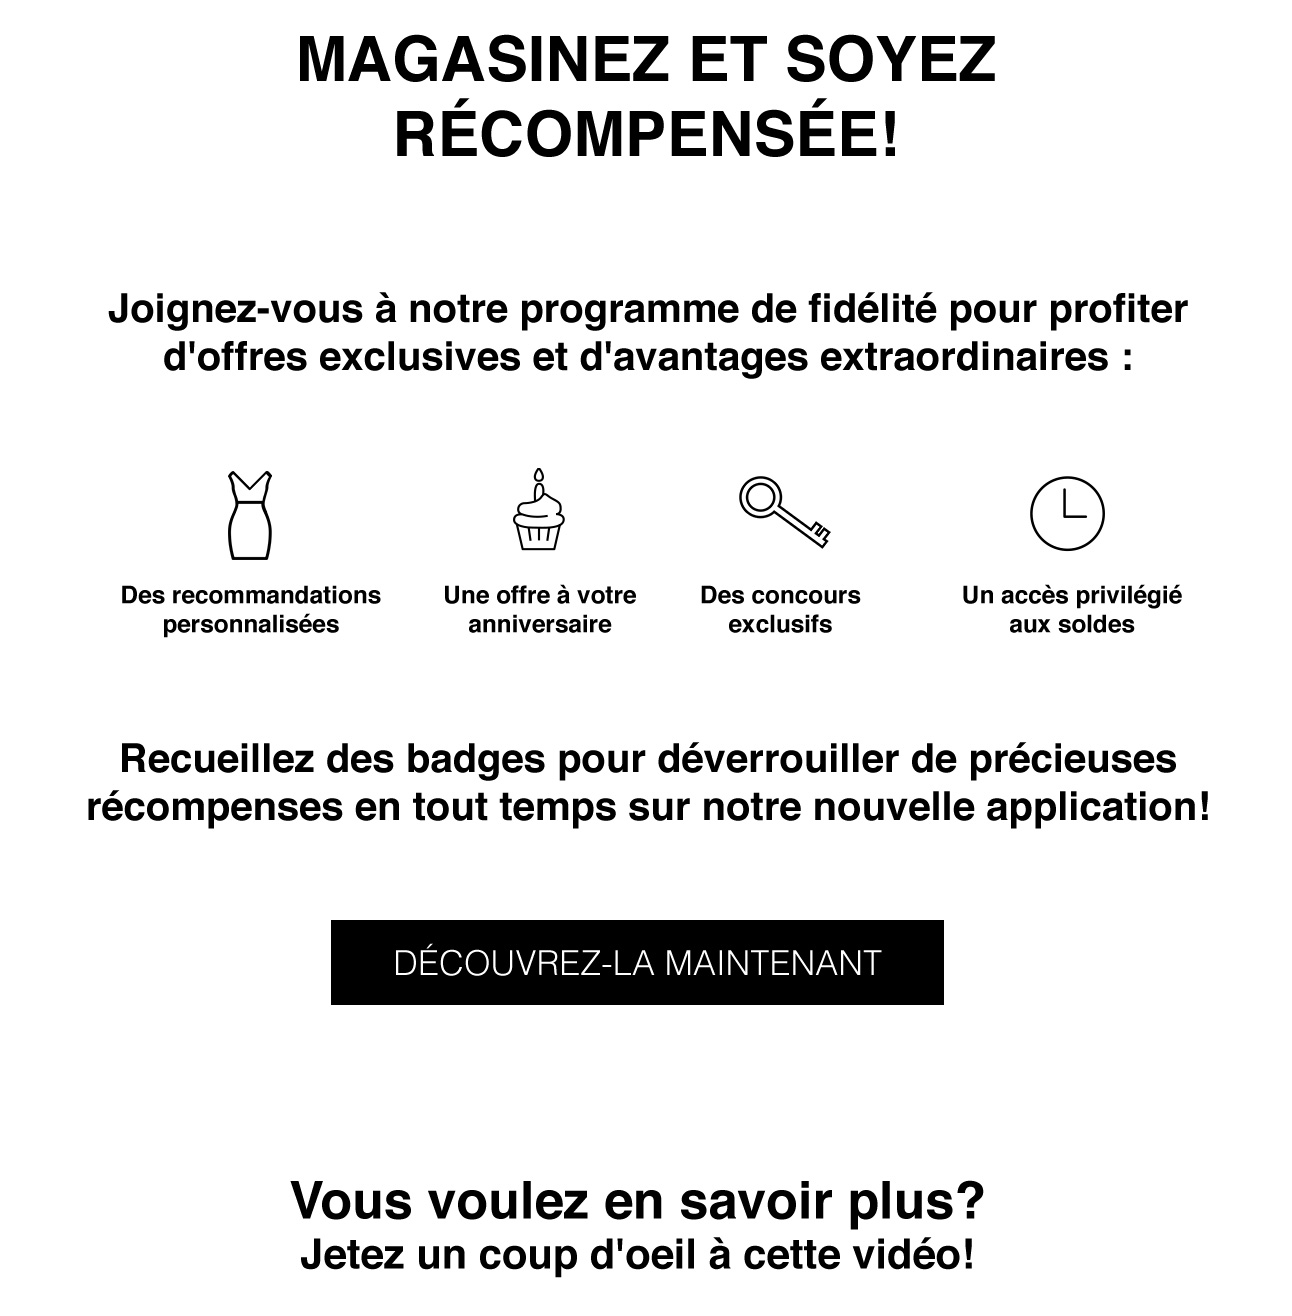 MAGASINEZ ET SOYEZ
RÉCOMPENSÉE!
Joignez-vous à notre programme de fidélité pour profiter
d'offres exclusives et d'avantages extraordinaires :
Des recommandations
personnalisées
Une offre à votre
anniversaire
Des concours
exclusifs
Un accès privilégié
aux soldes
Recueillez des badges pour déverrouiller de précieuses
récompenses en tout temps sur notre nouvelle application!
DÉCOUVREZ-LA MAINTENANT
Vous voulez en savoir plus?
Jetez un coup d'oeil à cette vidéo!